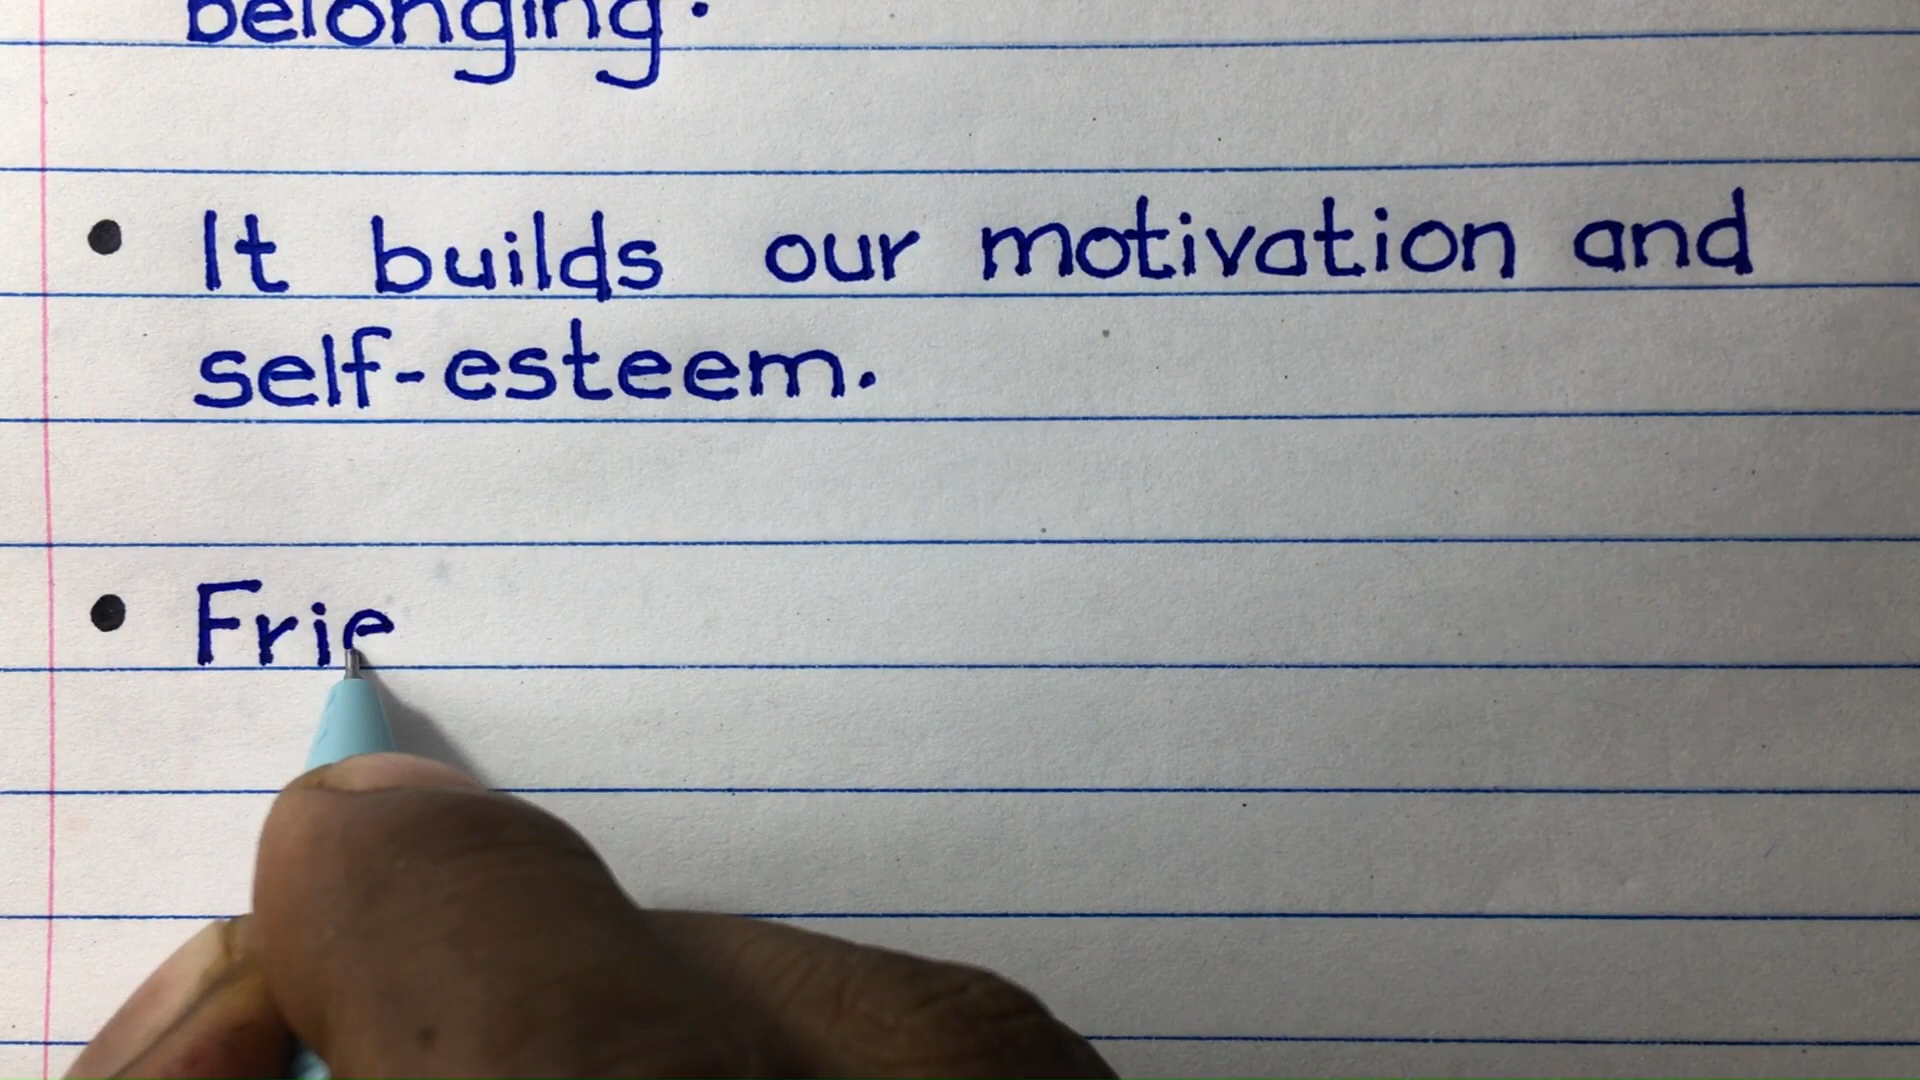 belonging.
• It builds our motivation and
self-esteem.
• Frie